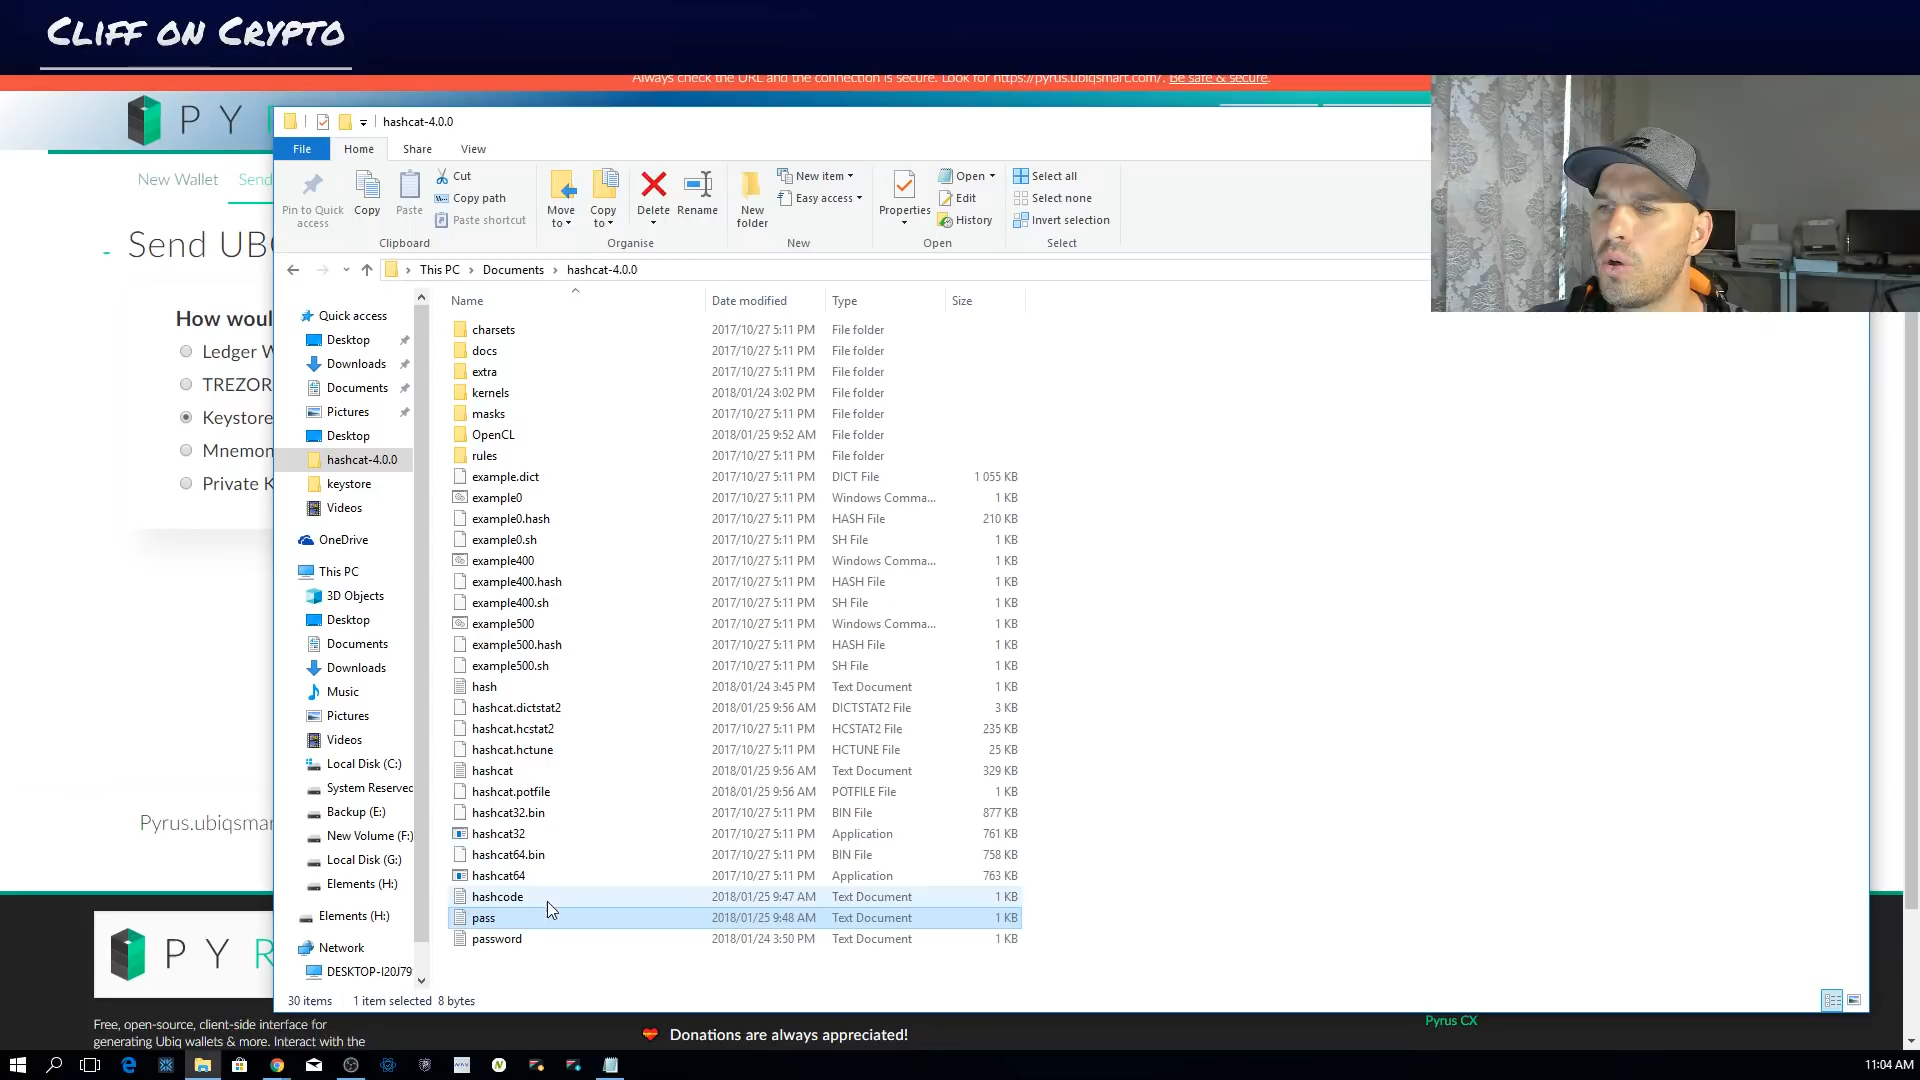 Cliff on Crypto
Always check the URL and the connection is secure. Look for https://pyrus.ubiqsmart.com/. Be safe & secure.
P Y
New Wallet Send
Send UB
How woul
Ledger W
TREZOR
Keystore
Mnemon
Private K
Pyrus.ubiqsmar
hashcat-4.0.0
File Home Share View
Pin to Quick access
Copy
Paste
Cut
Copy path
Paste shortcut
Clipboard
Move to
Copy to
Delete
Rename
Organise
New folder
New item
Easy access
New
Properties
Open
Edit
History
Open
Select all
Select none
Invert selection
Select
This PC Documents hashcat-4.0.0
Quick access
Desktop
Downloads
Documents
Pictures
Desktop
hashcat-4.0.0
keystore
Videos
OneDrive
This PC
3D Objects
Desktop
Documents
Downloads
Music
Pictures
Videos
Local Disk (C:)
System Reserved
Backup (E:)
New Volume (F:)
Local Disk (G:)
Elements (H:)
Elements (H:)
Network
DESKTOP-I20J79
Name Date modified Type Size
charsets 2017/10/27 5:11 PM File folder
docs 2017/10/27 5:11 PM File folder
extra 2017/10/27 5:11 PM File folder
kernels 2018/01/24 3:02 PM File folder
masks 2017/10/27 5:11 PM File folder
OpenCL 2018/01/25 9:52 AM File folder
rules 2017/10/27 5:11 PM File folder
example.dict 2017/10/27 5:11 PM DICT File 1 055 KB
example0 2017/10/27 5:11 PM Windows Comma... 1 KB
example0.hash 2017/10/27 5:11 PM HASH File 210 KB
example0.sh 2017/10/27 5:11 PM SH File 1 KB
example400 2017/10/27 5:11 PM Windows Comma... 1 KB
example400.hash 2017/10/27 5:11 PM HASH File 1 KB
example400.sh 2017/10/27 5:11 PM SH File 1 KB
example500 2017/10/27 5:11 PM Windows Comma... 1 KB
example500.hash 2017/10/27 5:11 PM HASH File 1 KB
example500.sh 2017/10/27 5:11 PM SH File 1 KB
hash 2018/01/24 3:45 PM Text Document 1 KB
hashcat.dictstat2 2018/01/25 9:56 AM DICTSTAT2 File 3 KB
hashcat.hcstat2 2017/10/27 5:11 PM HCSTAT2 File 235 KB
hashcat.hctune 2017/10/27 5:11 PM HCTUNE File 25 KB
hashcat 2018/01/25 9:56 AM Text Document 329 KB
hashcat.potfile 2018/01/25 9:56 AM POTFILE File 1 KB
hashcat32.bin 2017/10/27 5:11 PM BIN File 877 KB
hashcat32 2017/10/27 5:11 PM Application 761 KB
hashcat64.bin 2017/10/27 5:11 PM BIN File 758 KB
hashcat64 2017/10/27 5:11 PM Application 763 KB
hashcode 2018/01/25 9:47 AM Text Document 1 KB
pass 2018/01/25 9:48 AM Text Document 1 KB
password 2018/01/24 3:50 PM Text Document 1 KB
30 items 1 item selected 8 bytes
P Y R
Free, open-source, client-side interface for
generating Ubiq wallets & more. Interact with the
Donations are always appreciated!
Pyrus CX
11:04 AM